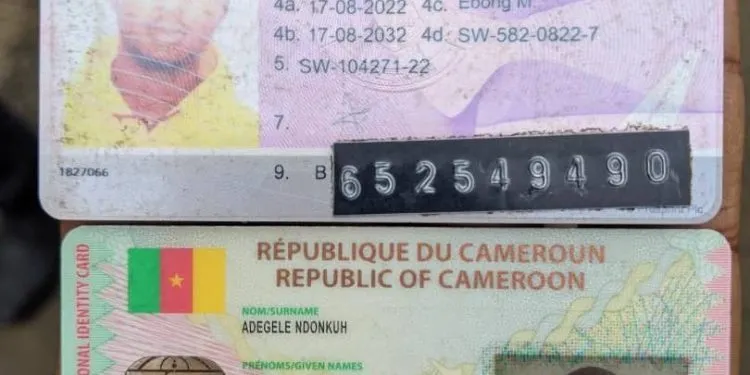 4a. 17-08-2022 4c. Ebong M
4b. 17-08-2032 4d. SW-582-0822-7
5. SW-104271-22
7.
1827066
9. B
652549490
RÉPUBLIQUE DU CAMEROUN
REPUBLIC OF CAMEROON
ONAL IDENTITY CARD
NOM/SURNAME
ADEGELE NDONKUH
PRÉNOMS/GIVEN NAMES